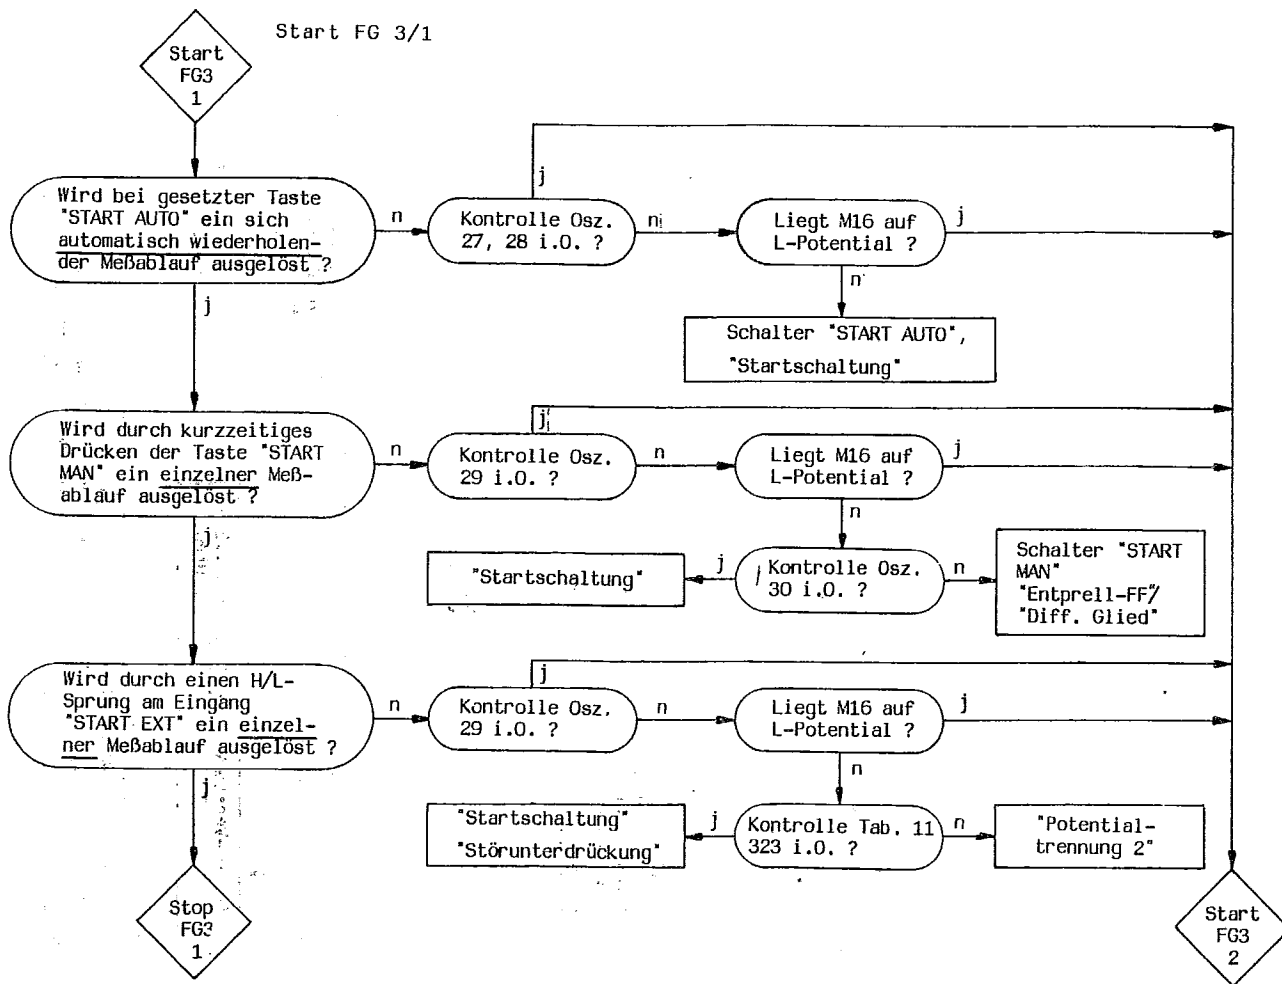 Start FG 3/1
Start
FG3
1
j
Wird bei gesetzter Taste
"START AUTO" ein sich
automatisch wiederholen-
der Meßablauf ausgelöst ?
n
Kontrolle Osz.
27, 28 i.O. ?
n
Liegt M16 auf
L-Potential ?
j
j
n
Schalter "START AUTO",
"Startschaltung"
Wird durch kurzzeitiges
Drücken der Taste "START
MAN" ein einzelner Meß-
ablauf ausgelöst ?
n
j
Kontrolle Osz.
29 i.O. ?
n
Liegt M16 auf
L-Potential ?
j
j
n
"Startschaltung"
j
Kontrolle Osz.
30 i.O. ?
n
Schalter "START
MAN"
"Entprell-FF"/
"Diff. Glied"
Wird durch einen H/L-
Sprung am Eingang
"START EXT" ein einzel-
ner Meßablauf ausgelöst ?
n
j
Kontrolle Osz.
29 i.O. ?
n
Liegt M16 auf
L-Potential ?
j
j
n
"Startschaltung"
"Störunterdrückung"
j
Kontrolle Tab. 11
323 i.O. ?
n
"Potential-
trennung 2"
Stop
FG3
1
Start
FG3
2